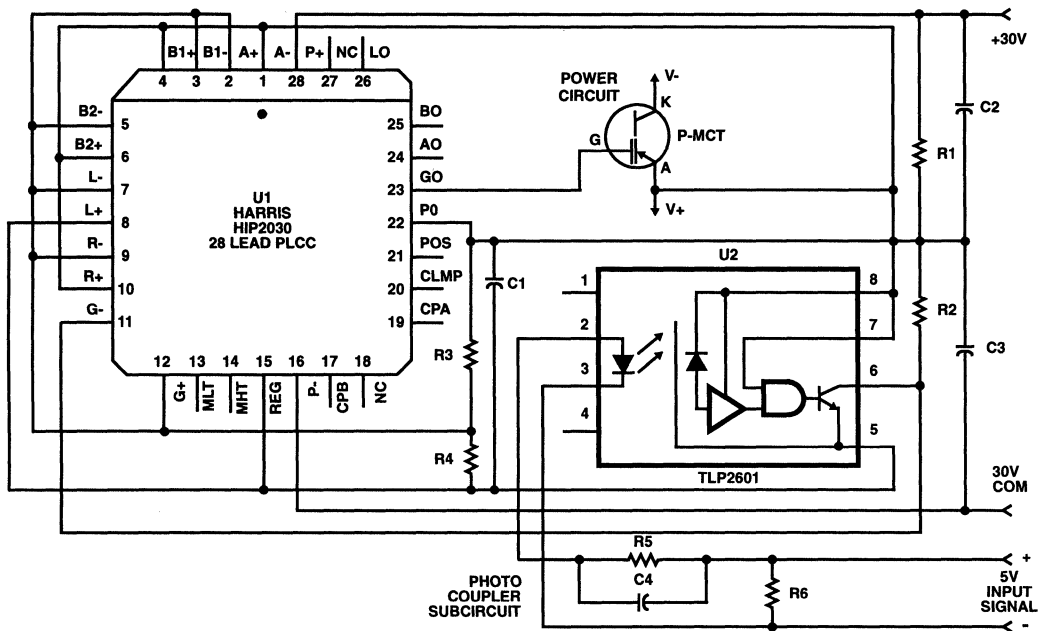 +30V
B1+ B1- A+ A- P+ NC LO
4 3 2 1 28 27 26
POWER
CIRCUIT
V-
K
P-MCT
G
A
V+
C2
R1
B2- 5
B2+ 6
L- 7
L+ 8
R- 9
R+ 10
G- 11
U1
HARRIS
HIP2030
28 LEAD PLCC
25 BO
24 AO
23 GO
22 P0
21 POS
20 CLMP
19 CPA
12 13 14 15 16 17 18
G+ MLT MHT REG P- CPB NC
C1
R3
R4
U2
1
2
3
4
8
7
6
5
TLP2601
R2
C3
30V
COM
R5
C4
R6
PHOTO
COUPLER
SUBCIRCUIT
+
5V
INPUT
SIGNAL
-